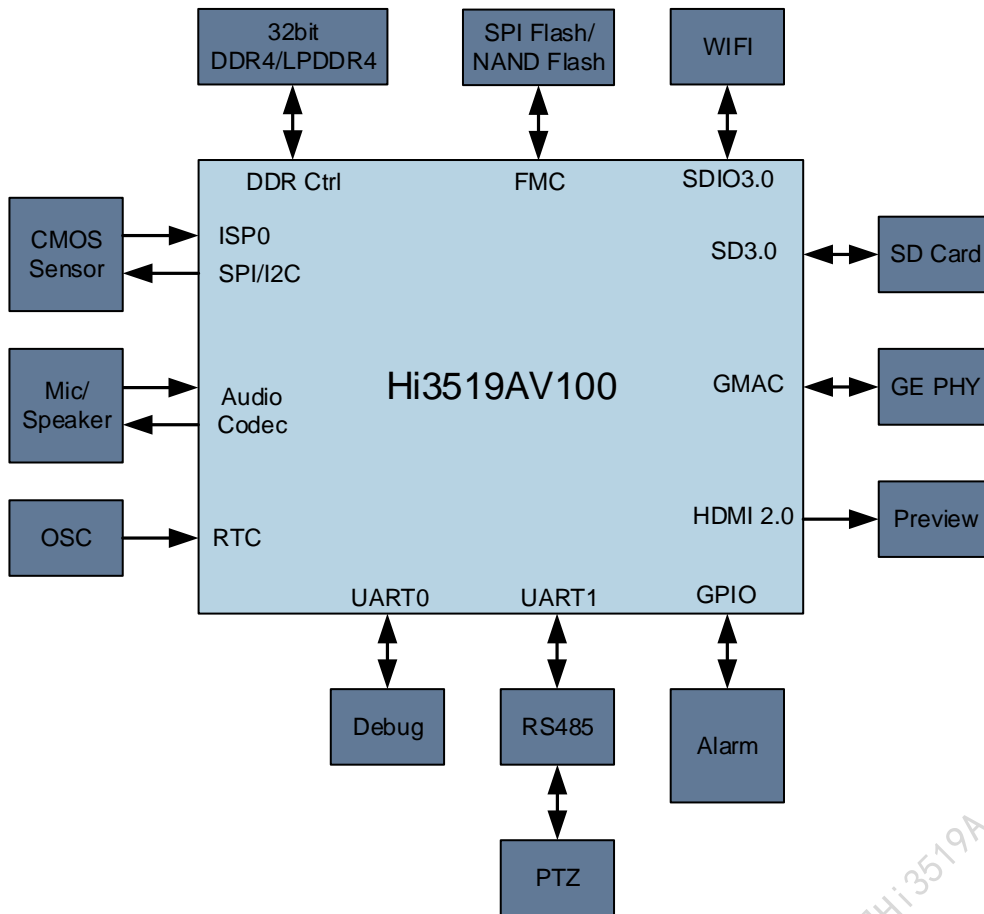 32bit
DDR4/LPDDR4
SPI Flash/
NAND Flash
WIFI
DDR Ctrl
FMC
SDIO3.0
CMOS
Sensor
ISP0
SPI/I2C
SD3.0
SD Card
Mic/
Speaker
Audio
Codec
Hi3519AV100
GMAC
GE PHY
OSC
RTC
HDMI 2.0
Preview
UART0
UART1
GPIO
Debug
RS485
Alarm
PTZ
Hi3519A